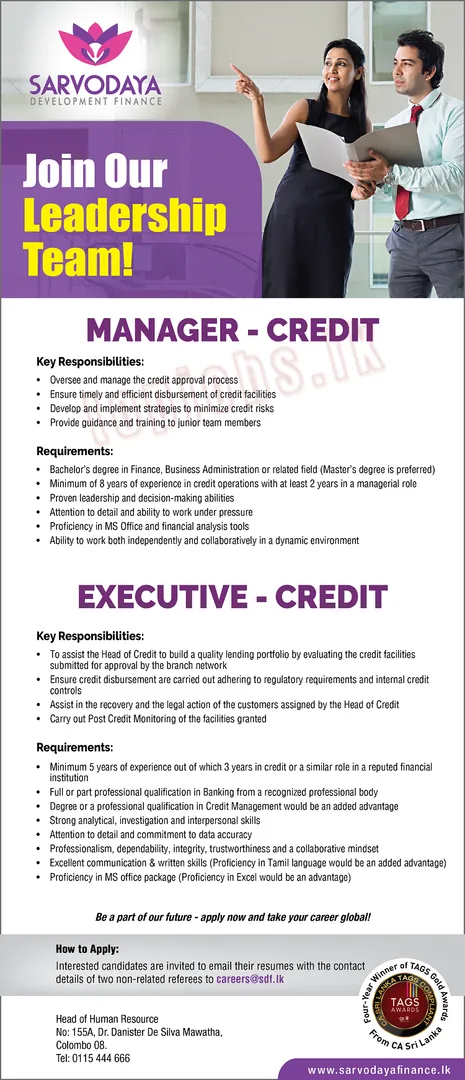 SARVODAYA
DEVELOPMENT FINANCE
Join Our
Leadership
Team!
topjobs.lk
MANAGER - CREDIT
Key Responsibilities:
• Oversee and manage the credit approval process
• Ensure timely and efficient disbursement of credit facilities
• Develop and implement strategies to minimize credit risks
• Provide guidance and training to junior team members
Requirements:
• Bachelor's degree in Finance, Business Administration or related field (Master's degree is preferred)
• Minimum of 8 years of experience in credit operations with at least 2 years in a managerial role
• Proven leadership and decision-making abilities
• Attention to detail and ability to work under pressure
• Proficiency in MS Office and financial analysis tools
• Ability to work both independently and collaboratively in a dynamic environment
EXECUTIVE - CREDIT
Key Responsibilities:
• To assist the Head of Credit to build a quality lending portfolio by evaluating the credit facilities
submitted for approval by the branch network
• Ensure credit disbursement are carried out adhering to regulatory requirements and internal credit
controls
• Assist in the recovery and the legal action of the customers assigned by the Head of Credit
• Carry out Post Credit Monitoring of the facilities granted
Requirements:
• Minimum 5 years of experience out of which 3 years in credit or a similar role in a reputed financial
institution
• Full or part professional qualification in Banking from a recognized professional body
• Degree or a professional qualification in Credit Management would be an added advantage
• Strong analytical, investigation and interpersonal skills
• Attention to detail and commitment to data accuracy
• Professionalism, dependability, integrity, trustworthiness and a collaborative mindset
• Excellent communication & written skills (Proficiency in Tamil language would be an added advantage)
• Proficiency in MS office package (Proficiency in Excel would be an advantage)
Be a part of our future - apply now and take your career global!
How to Apply:
Interested candidates are invited to email their resumes with the contact
details of two non-related referees to careers@sdf.lk
Four-Year Winner of TAGS Gold Awards
From CA Sri Lanka
CA SRI LANKA TAGS COMPLIANT
TAGS
AWARDS
Head of Human Resource
No: 155A, Dr. Danister De Silva Mawatha,
Colombo 08.
Tel: 0115 444 666
www.sarvodayafinance.lk